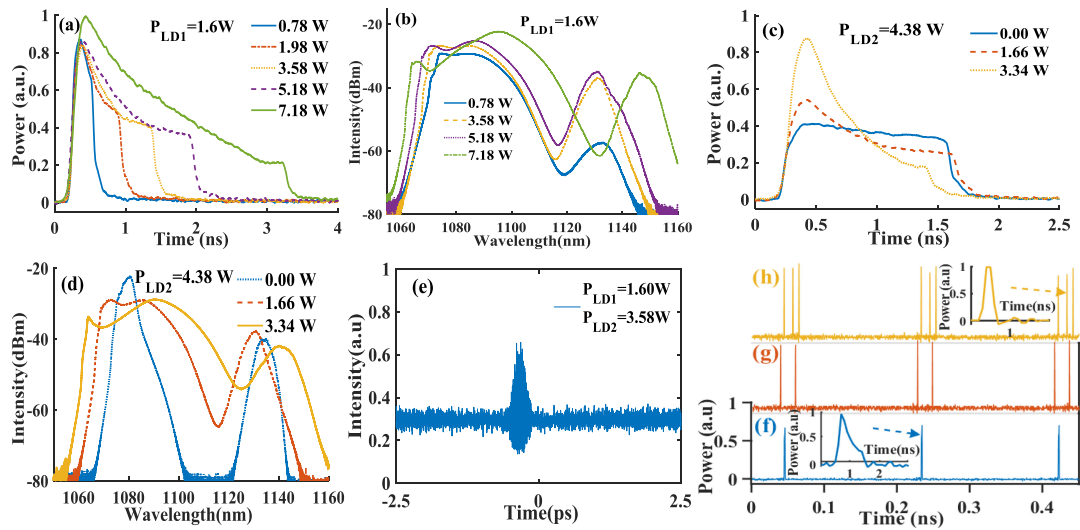 (a)
P_LD1=1.6W
0.78 W
1.98 W
3.58 W
5.18 W
7.18 W
Power (a.u.)
1
0.8
0.6
0.4
0.2
0
0 1 2 3 4
Time (ns)
(b)
P_LD1=1.6W
0.78 W
3.58 W
5.18 W
7.18 W
Intensity(dBm)
-20
-40
-60
-80
1060 1080 1100 1120 1140 1160
Wavelength(nm)
(c)
P_LD2=4.38 W
0.00 W
1.66 W
3.34 W
Power (a.u.)
1
0.8
0.6
0.4
0.2
0
0 0.5 1 1.5 2 2.5
Time (ns)
(d)
P_LD2=4.38 W
0.00 W
1.66 W
3.34 W
Intensity(dBm)
-20
-40
-60
-80
1060 1080 1100 1120 1140 1160
Wavelength(nm)
(e)
P_LD1=1.60W
P_LD2=3.58W
Intensity(a.u.)
1
0.8
0.6
0.4
0.2
0
-2.5 0 2.5
Time(ps)
(h)
Power (a.u)
1
0.5
0
Time(ns)
1
(g)
(f)
Power (a.u)
1
0
Time(ns)
1 2
Power (a.u)
1
0.5
0
0 0.1 0.2 0.3 0.4
Time (ns)